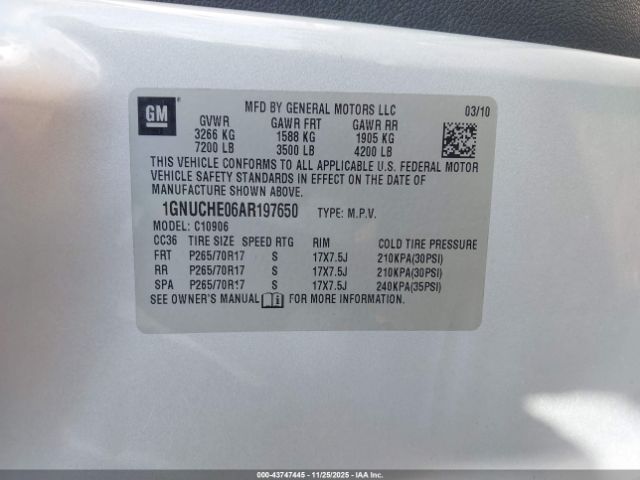 GM
MFD BY GENERAL MOTORS LLC 03/10
GVWR GAWR FRT GAWR RR
3266 KG 1588 KG 1905 KG
7200 LB 3500 LB 4200 LB
THIS VEHICLE CONFORMS TO ALL APPLICABLE U.S. FEDERAL MOTOR
VEHICLE SAFETY STANDARDS IN EFFECT ON THE DATE OF
MANUFACTURE SHOWN ABOVE.
1GNUCHE06AR197650 TYPE: M.P.V.
MODEL: C10906
CC36 TIRE SIZE SPEED RTG RIM COLD TIRE PRESSURE
FRT P265/70R17 S 17X7.5J 210KPA(30PSI)
RR P265/70R17 S 17X7.5J 210KPA(30PSI)
SPA P265/70R17 S 17X7.5J 240KPA(35PSI)
SEE OWNER'S MANUAL FOR MORE INFORMATION.
©IAA - 43747445 - 11/25/2025 - IAAI.COM